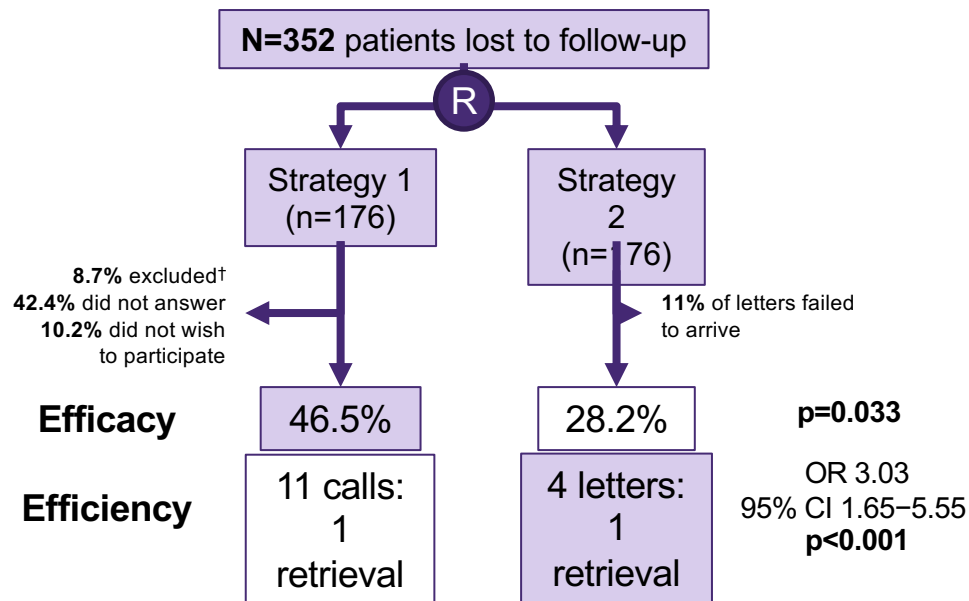 N=352 patients lost to follow-up
R
Strategy 1
(n=176)
Strategy
2
(n=176)
8.7% excluded†
42.4% did not answer
10.2% did not wish
to participate
11% of letters failed
to arrive
Efficacy
46.5%
28.2%
p=0.033
Efficiency
11 calls:
1
retrieval
4 letters:
1
retrieval
OR 3.03
95% CI 1.65−5.55
p<0.001